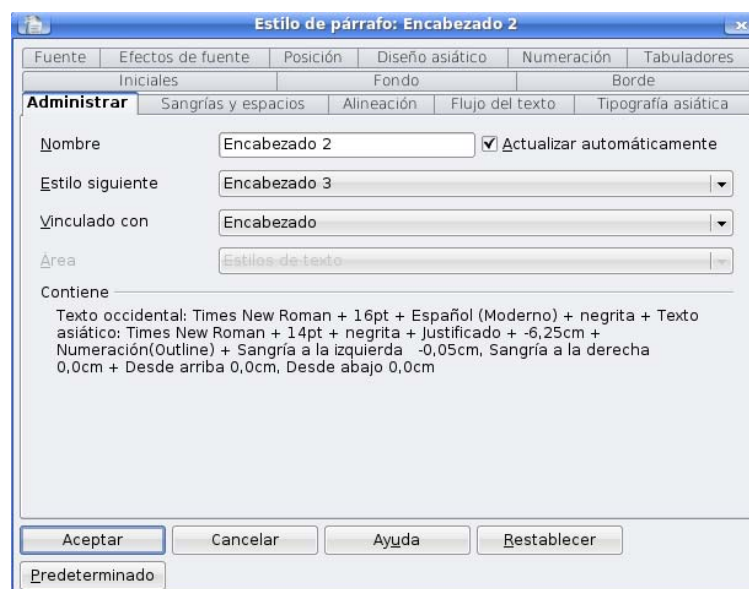 Estilo de párrafo: Encabezado 2
Fuente Efectos de fuente Posición Diseño asiático Numeración Tabuladores
Iniciales Fondo Borde
Administrar Sangrías y espacios Alineación Flujo del texto Tipografía asiática
Nombre Encabezado 2 Actualizar automáticamente
Estilo siguiente Encabezado 3
Vinculado con Encabezado
Área Estilos de texto
Contiene
Texto occidental: Times New Roman + 16pt + Español (Moderno) + negrita + Texto
asiático: Times New Roman + 14pt + negrita + Justificado + -6,25cm +
Numeración(Outline) + Sangría a la izquierda -0,05cm, Sangría a la derecha
0,0cm + Desde arriba 0,0cm, Desde abajo 0,0cm
Aceptar Cancelar Ayuda Restablecer
Predeterminado